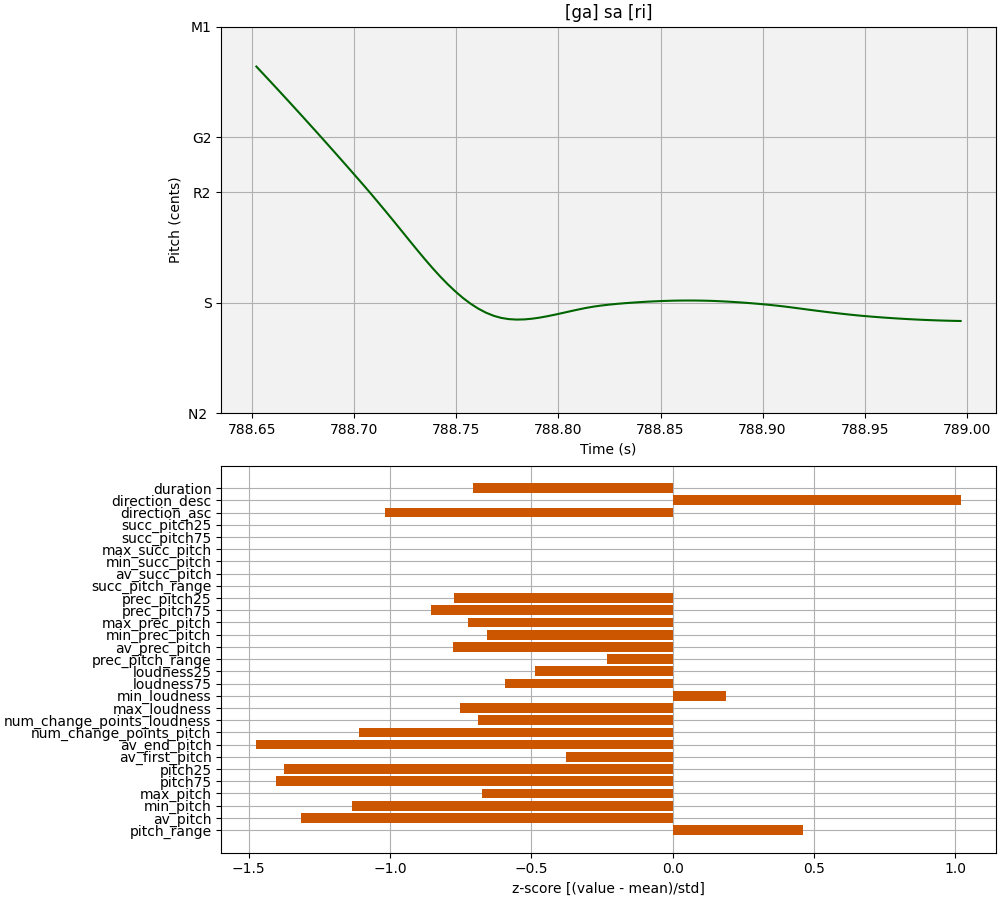 [ga] sa [ri]
M1
G2
R2
S
N2
Pitch (cents)
788.65 788.70 788.75 788.80 788.85 788.90 788.95 789.00
Time (s)
duration
direction_desc
direction_asc
succ_pitch25
succ_pitch75
max_succ_pitch
min_succ_pitch
av_succ_pitch
succ_pitch_range
prec_pitch25
prec_pitch75
max_prec_pitch
min_prec_pitch
av_prec_pitch
prec_pitch_range
loudness25
loudness75
min_loudness
max_loudness
num_change_points_loudness
num_change_points_pitch
av_end_pitch
av_first_pitch
pitch25
pitch75
max_pitch
min_pitch
av_pitch
pitch_range
−1.5 −1.0 −0.5 0.0 0.5 1.0
z-score [(value - mean)/std]